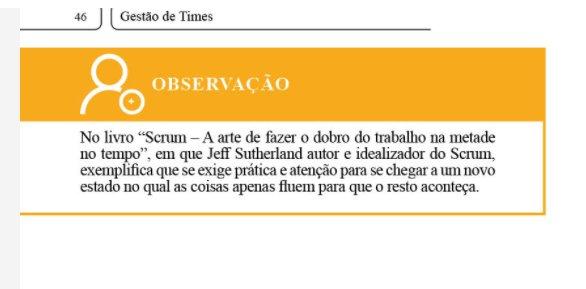 46 Gestão de Times
OBSERVAÇÃO
No livro “Scrum – A arte de fazer o dobro do trabalho na metade
no tempo”, em que Jeff Sutherland autor e idealizador do Scrum,
exemplifica que se exige prática e atenção para se chegar a um novo
estado no qual as coisas apenas fluem para que o resto aconteça.